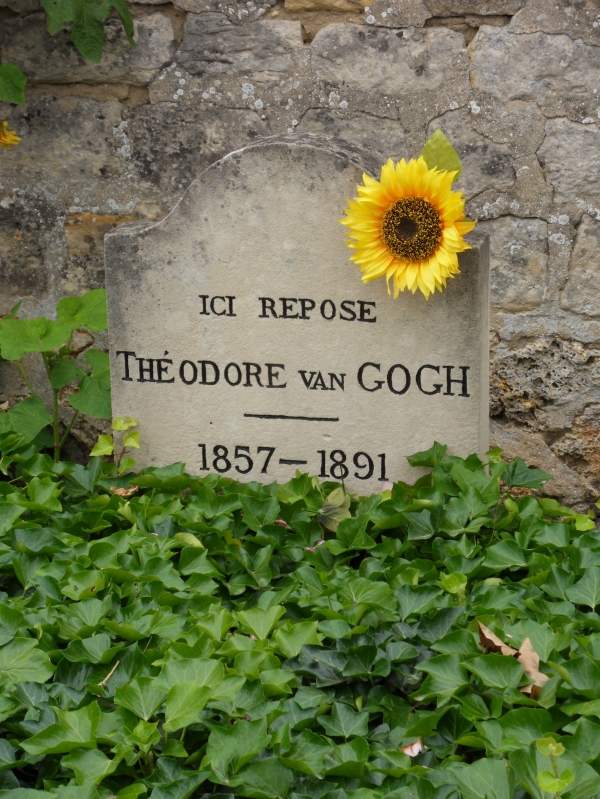 ICI REPOSE
THÉODORE VAN GOGH
1857—1891